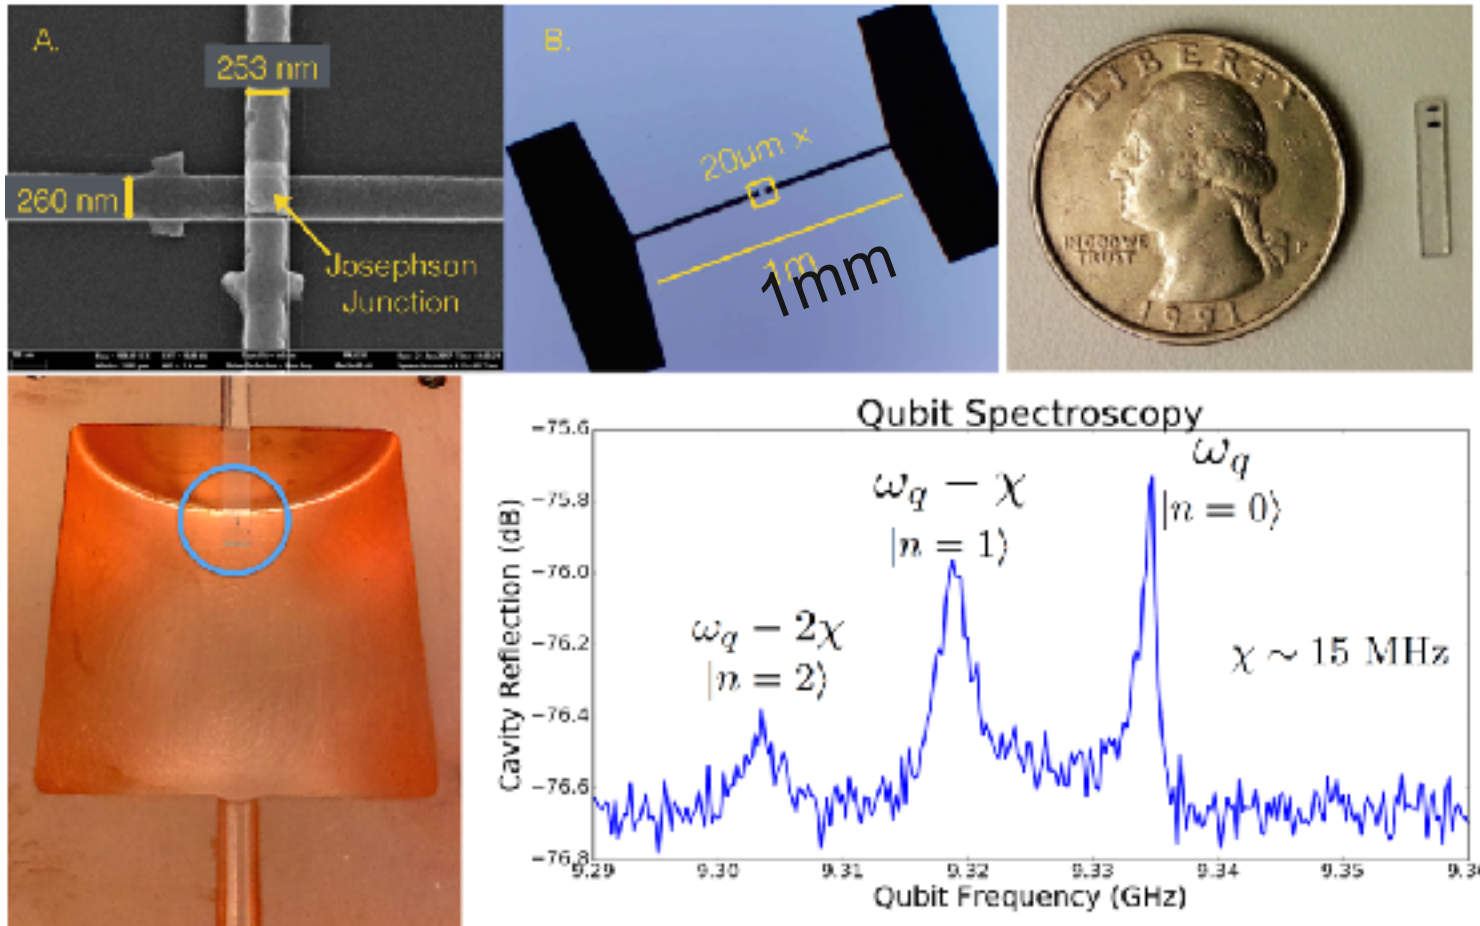 A.
253 nm
260 nm
Josephson
Junction
B.
20μm x
1m
1mm
LIBERTY
IN GOD WE
TRUST
P
1991
Qubit Spectroscopy
ω_q
|n = 0⟩
ω_q − χ
|n = 1⟩
ω_q − 2χ
|n = 2⟩
χ ∼ 15 MHz
Cavity Reflection (dB)
−75.6
−75.8
−76.0
−76.2
−76.4
−76.6
−76.8
9.29
9.30
9.31
9.32
9.33
9.34
9.35
Qubit Frequency (GHz)